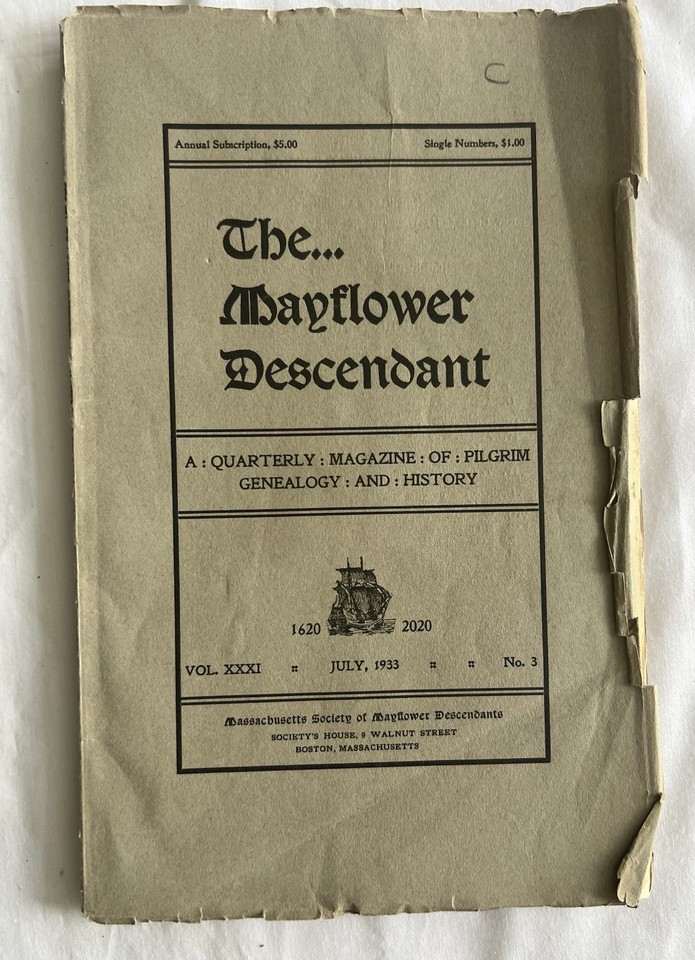 C
Annual Subscription, $5.00 Single Numbers, $1.00
The...
Mayflower
Descendant
A : QUARTERLY : MAGAZINE : OF : PILGRIM
GENEALOGY : AND : HISTORY
1620 2020
VOL. XXXI :: JULY, 1933 :: :: No. 3
Massachusetts Society of Mayflower Descendants
SOCIETY'S HOUSE, 9 WALNUT STREET
BOSTON, MASSACHUSETTS